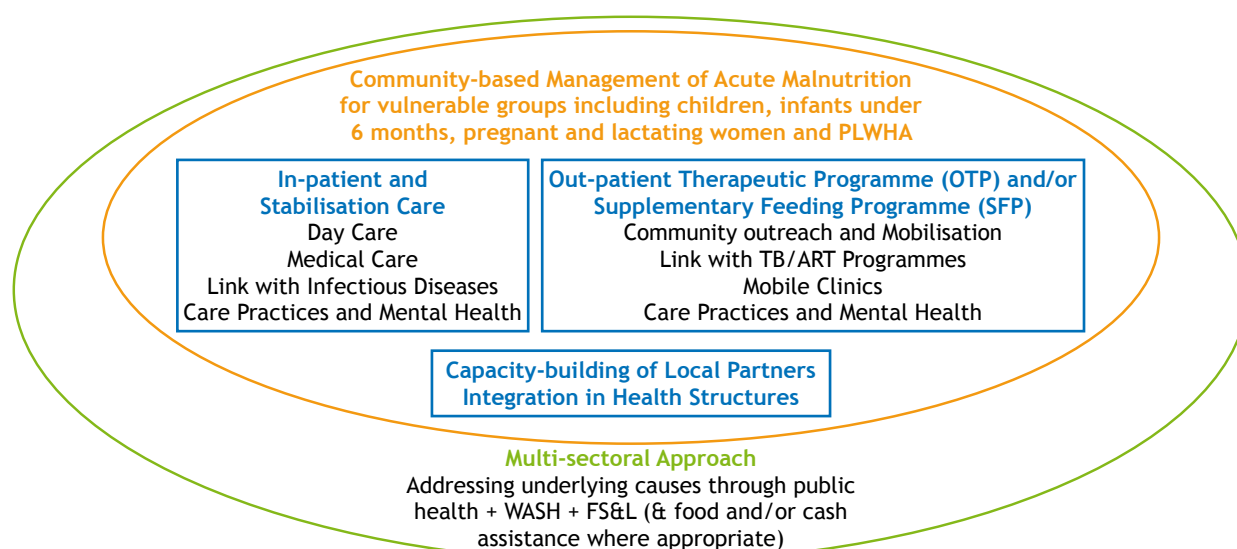 Community-based Management of Acute Malnutrition
for vulnerable groups including children, infants under
6 months, pregnant and lactating women and PLWHA
In-patient and
Stabilisation Care
Day Care
Medical Care
Link with Infectious Diseases
Care Practices and Mental Health
Out-patient Therapeutic Programme (OTP) and/or
Supplementary Feeding Programme (SFP)
Community outreach and Mobilisation
Link with TB/ART Programmes
Mobile Clinics
Care Practices and Mental Health
Capacity-building of Local Partners
Integration in Health Structures
Multi-sectoral Approach
Addressing underlying causes through public
health + WASH + FS&L (& food and/or cash
assistance where appropriate)